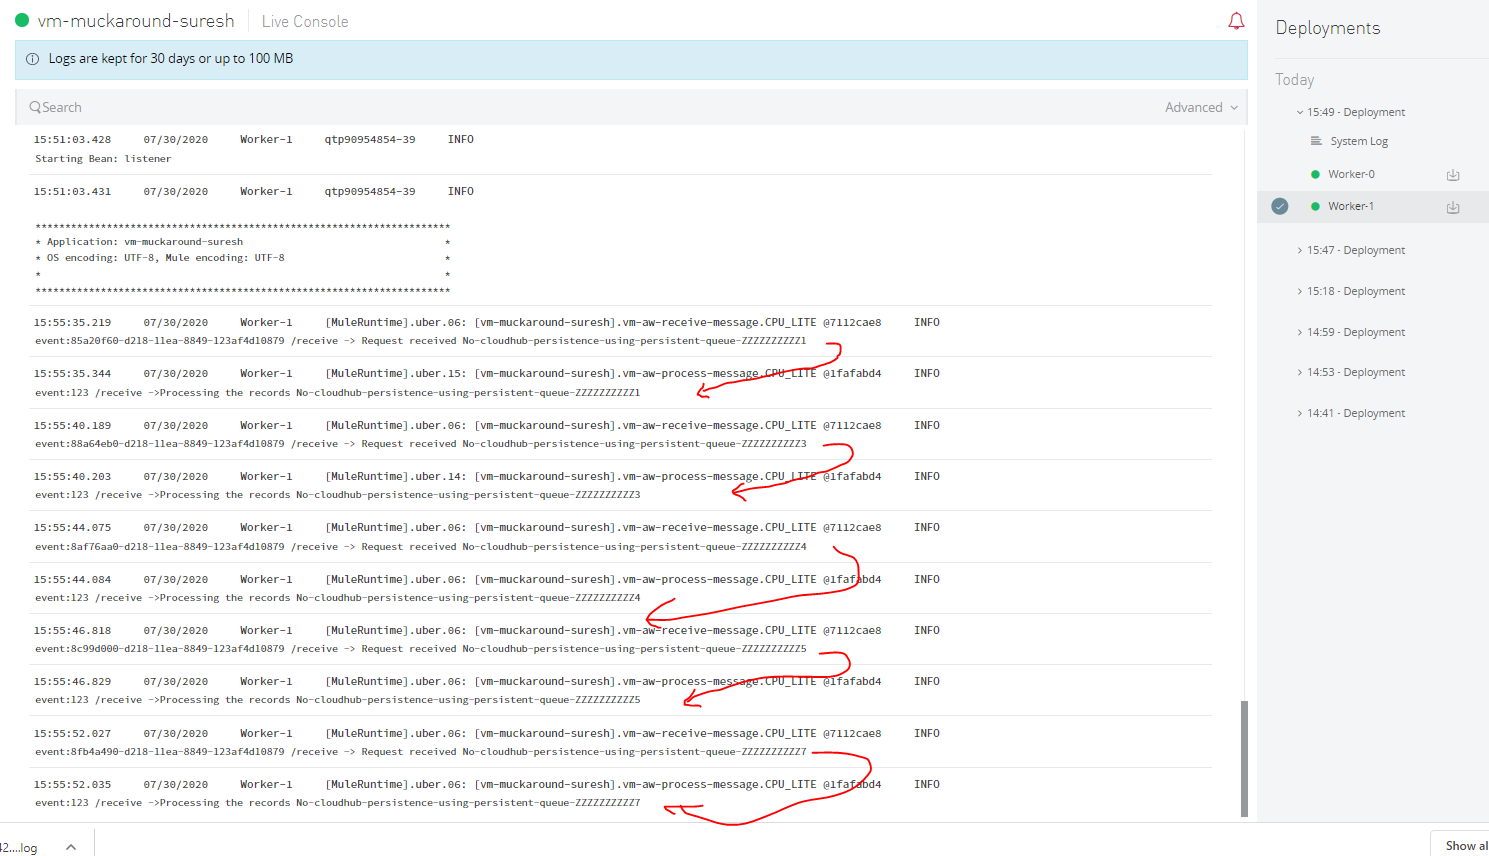 vm-muckaround-suresh Live Console
Logs are kept for 30 days or up to 100 MB
Search Advanced
15:51:03.428 07/30/2020 Worker-1 qtp90954854-39 INFO
Starting Bean: listener
15:51:03.431 07/30/2020 Worker-1 qtp90954854-39 INFO
**********************************************************************
* Application: vm-muckaround-suresh *
* OS encoding: UTF-8, Mule encoding: UTF-8 *
* *
**********************************************************************
15:55:35.219 07/30/2020 Worker-1 [MuleRuntime].uber.06: [vm-muckaround-suresh].vm-aw-receive-message.CPU_LITE @7112cae8 INFO
event:85a20f60-d218-11ea-8849-123af4d10879 /receive -> Request received No-cloudhub-persistence-using-persistent-queue-ZZZZZZZZZZ1
15:55:35.344 07/30/2020 Worker-1 [MuleRuntime].uber.15: [vm-muckaround-suresh].vm-aw-process-message.CPU_LITE @1fafabd4 INFO
event:123 /receive ->Processing the records No-cloudhub-persistence-using-persistent-queue-ZZZZZZZZZZ1
15:55:40.189 07/30/2020 Worker-1 [MuleRuntime].uber.06: [vm-muckaround-suresh].vm-aw-receive-message.CPU_LITE @7112cae8 INFO
event:88a64eb0-d218-11ea-8849-123af4d10879 /receive -> Request received No-cloudhub-persistence-using-persistent-queue-ZZZZZZZZZZ3
15:55:40.203 07/30/2020 Worker-1 [MuleRuntime].uber.14: [vm-muckaround-suresh].vm-aw-process-message.CPU_LITE @1fafabd4 INFO
event:123 /receive ->Processing the records No-cloudhub-persistence-using-persistent-queue-ZZZZZZZZZZ3
15:55:44.075 07/30/2020 Worker-1 [MuleRuntime].uber.06: [vm-muckaround-suresh].vm-aw-receive-message.CPU_LITE @7112cae8 INFO
event:8af76aa0-d218-11ea-8849-123af4d10879 /receive -> Request received No-cloudhub-persistence-using-persistent-queue-ZZZZZZZZZZ4
15:55:44.084 07/30/2020 Worker-1 [MuleRuntime].uber.06: [vm-muckaround-suresh].vm-aw-process-message.CPU_LITE @1fafabd4 INFO
event:123 /receive ->Processing the records No-cloudhub-persistence-using-persistent-queue-ZZZZZZZZZZ4
15:55:46.818 07/30/2020 Worker-1 [MuleRuntime].uber.06: [vm-muckaround-suresh].vm-aw-receive-message.CPU_LITE @7112cae8 INFO
event:8c99d000-d218-11ea-8849-123af4d10879 /receive -> Request received No-cloudhub-persistence-using-persistent-queue-ZZZZZZZZZZ5
15:55:46.829 07/30/2020 Worker-1 [MuleRuntime].uber.06: [vm-muckaround-suresh].vm-aw-process-message.CPU_LITE @1fafabd4 INFO
event:123 /receive ->Processing the records No-cloudhub-persistence-using-persistent-queue-ZZZZZZZZZZ5
15:55:52.027 07/30/2020 Worker-1 [MuleRuntime].uber.06: [vm-muckaround-suresh].vm-aw-receive-message.CPU_LITE @7112cae8 INFO
event:8fb4a490-d218-11ea-8849-123af4d10879 /receive -> Request received No-cloudhub-persistence-using-persistent-queue-ZZZZZZZZZZ7
15:55:52.035 07/30/2020 Worker-1 [MuleRuntime].uber.06: [vm-muckaround-suresh].vm-aw-process-message.CPU_LITE @1fafabd4 INFO
event:123 /receive ->Processing the records No-cloudhub-persistence-using-persistent-queue-ZZZZZZZZZZ7
Deployments
Today
15:49 - Deployment
System Log
Worker-0
Worker-1
15:47 - Deployment
15:18 - Deployment
14:59 - Deployment
14:53 - Deployment
14:41 - Deployment
42....log
Show al